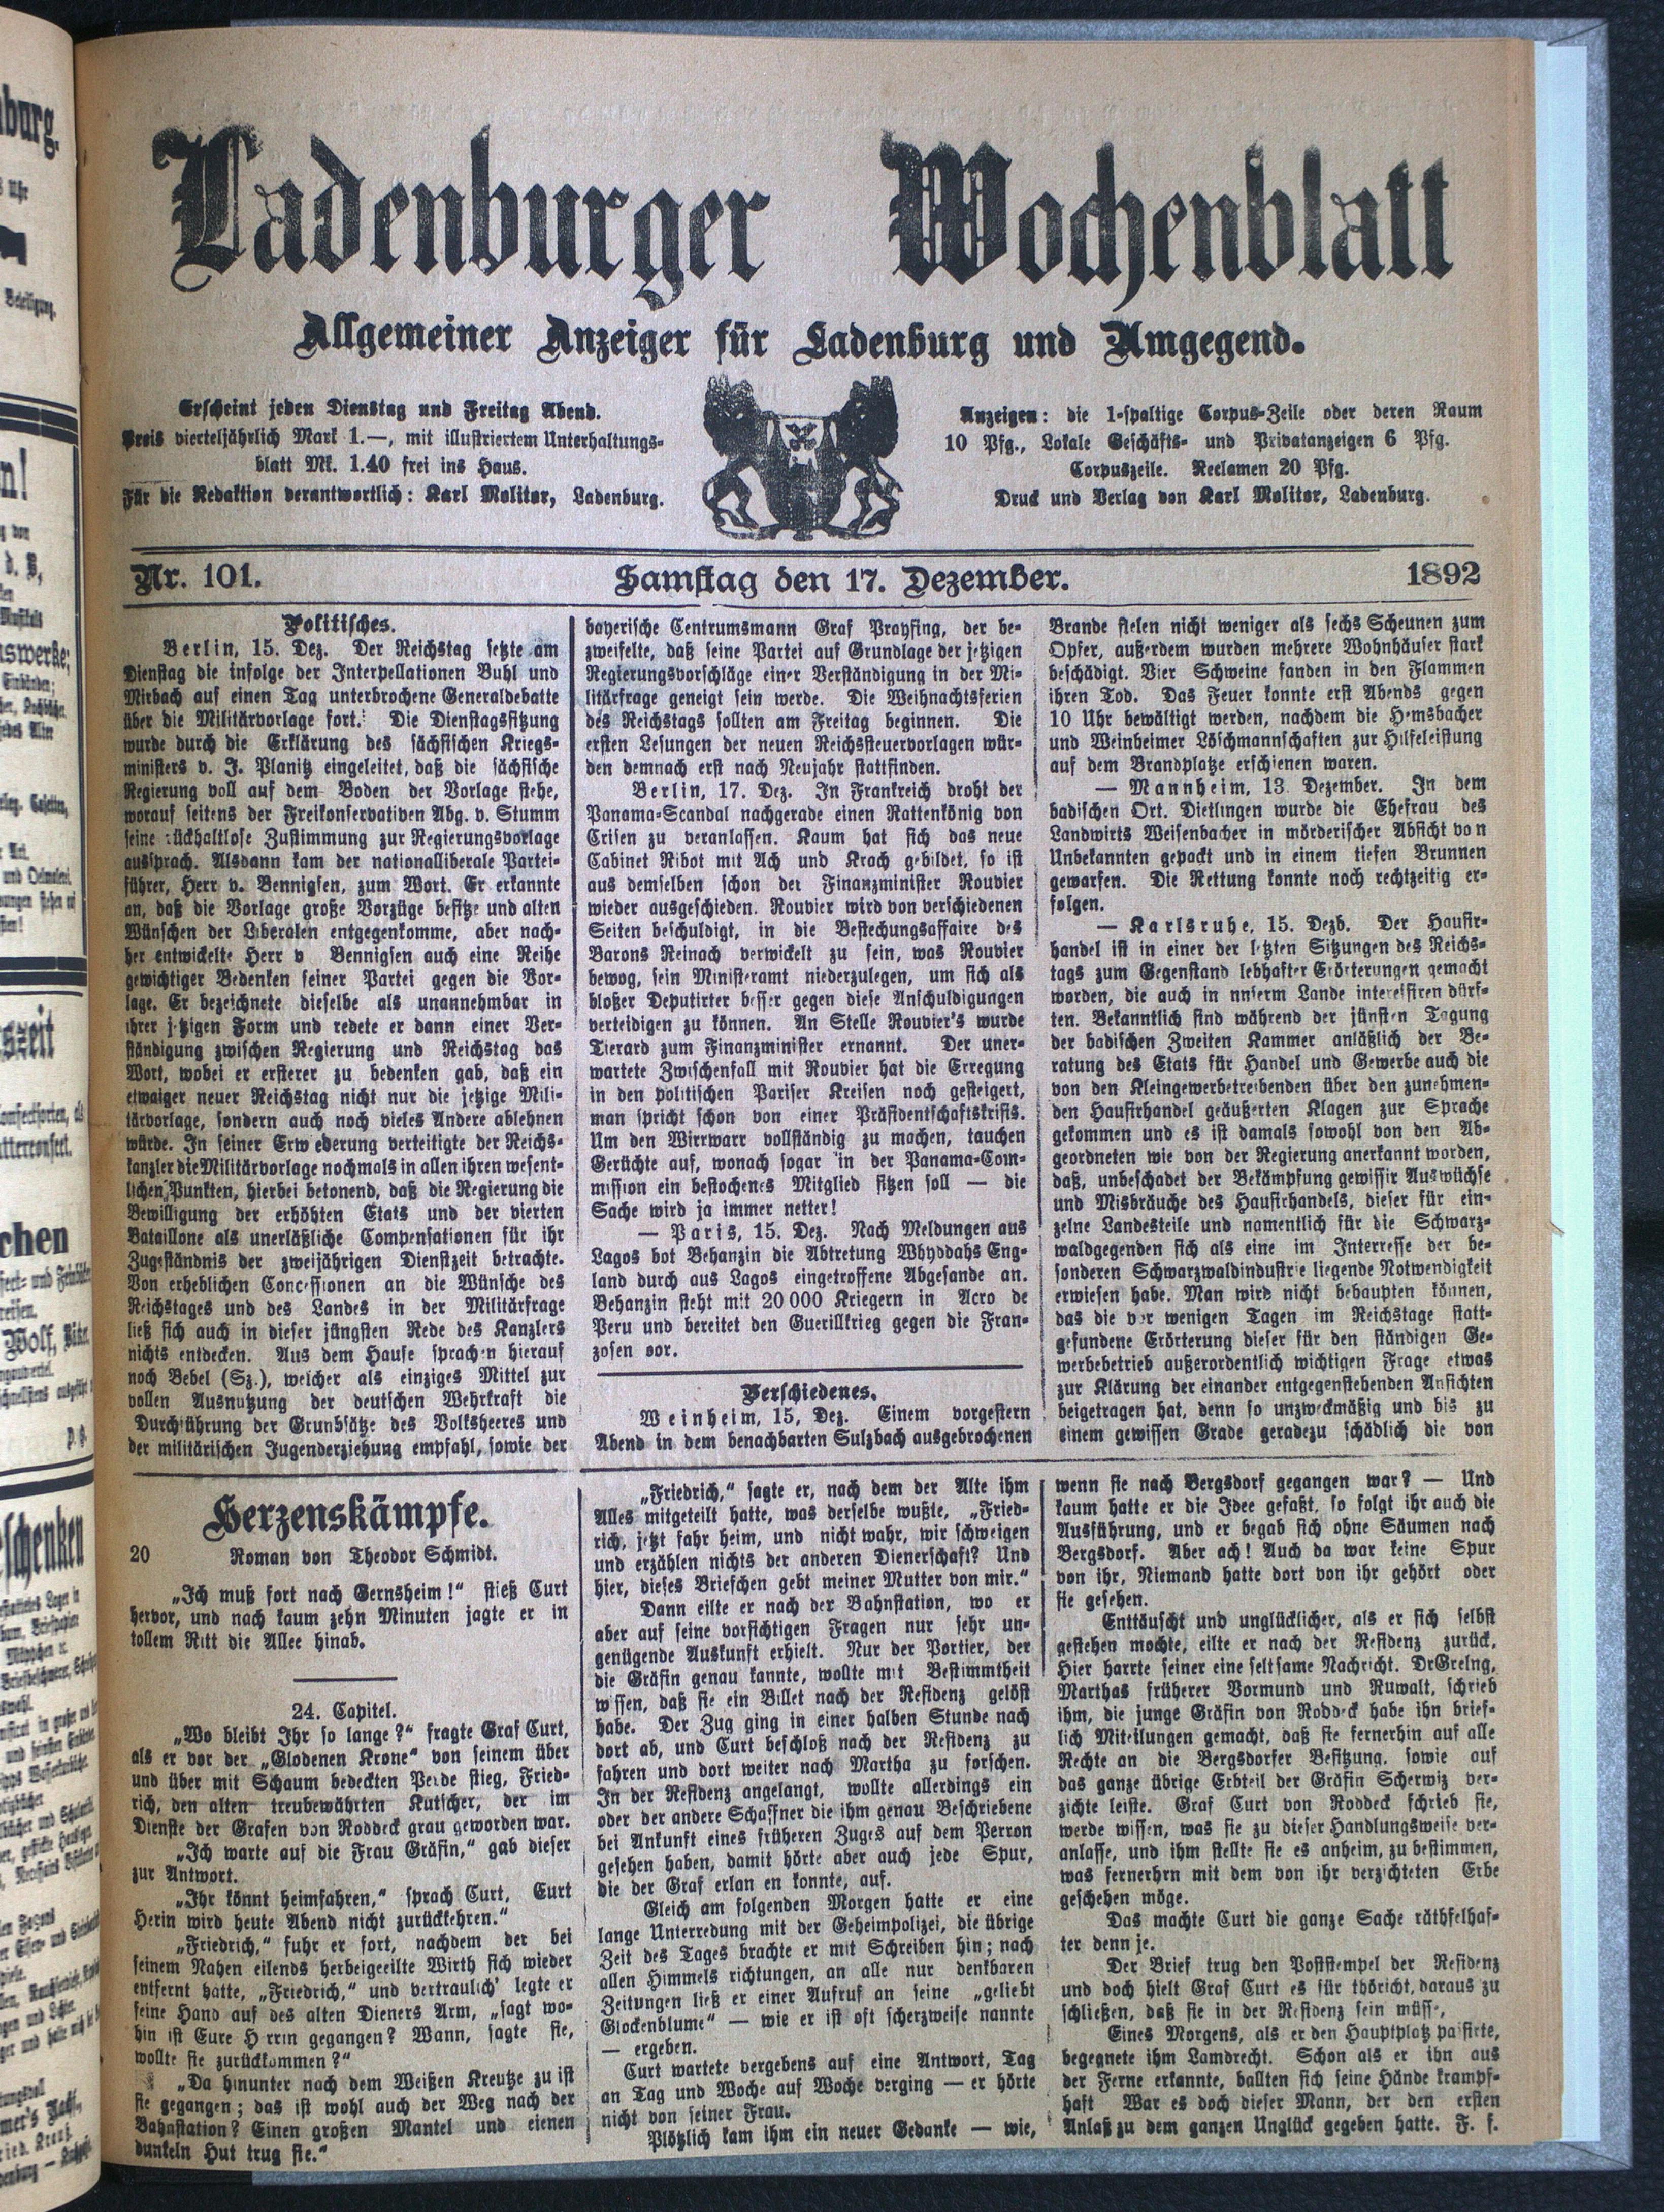 Ladenburger Wochenblatt
Allgemeiner Anzeiger für Ladenburg und Umgegend.
Erscheint jeden Dienstag und Freitag Abend.
Preis vierteljährlich Mark 1.—, mit illustriertem Unterhaltungs-
blatt Mk. 1.40 frei ins Haus.
Für die Redaktion verantwortlich: Karl Molitor, Ladenburg.
Anzeigen: die 1-spaltige Corpus-Zeile oder deren Raum
10 Pfg., Lokale Geschäfts- und Privatanzeigen 6 Pfg.
Corpuszeile. Reclamen 20 Pfg.
Druck und Verlag von Karl Molitor, Ladenburg.
Nr. 101.
Samstag den 17. Dezember.
1892
Politisches.
Berlin, 15. Dez. Der Reichstag setzte am
Dienstag die infolge der Interpellationen Buhl und
Mirbach auf einen Tag unterbrochene Generaldebatte
über die Militärvorlage fort. Die Dienstagssitzung
wurde durch die Erklärung des sächsischen Kriegs-
ministers v. J. Planitz eingeleitet, daß die sächsische
Regierung voll auf dem Boden der Vorlage stehe,
worauf seitens der Freikonservativen Abg. v. Stumm
seine rückhaltlose Zustimmung zur Regierungsvorlage
aussprach. Alsdann kam der nationalliberale Partei-
führer, Herr v. Bennigsen, zum Wort. Er erkannte
an, daß die Vorlage große Vorzüge besitze und alten
Wünschen der Liberalen entgegenkomme, aber nach-
her entwickelte Herr v Bennigsen auch eine Reihe
gewichtiger Bedenken seiner Partei gegen die Vor-
lage. Er bezeichnete dieselbe als unannehmbar in
ihrer jetzigen Form und redete er dann einer Ver-
ständigung zwischen Regierung und Reichstag das
Wort, wobei er ersterer zu bedenken gab, daß ein
etwaiger neuer Reichstag nicht nur die jetzige Mili-
tärvorlage, sondern auch noch vieles Andere ablehnen
würde. In seiner Erw ederung verteitigte der Reichs-
kanzler die Militärvorlage nochmals in allen ihren wesent-
lichen Punkten, hierbei betonend, daß die Regierung die
Bewilligung der erhöhten Etats und der vierten
Bataillone als unerläßliche Compensationen für ihr
Zugeständnis der zweijährigen Dienstzeit betrachte.
Von erheblichen Concessionen an die Wünsche des
Reichstages und des Landes in der Militärfrage
ließ sich auch in dieser jüngsten Rede des Kanzlers
nichts entdecken. Aus dem Hause sprachen hierauf
noch Bebel (Sz.), welcher als einziges Mittel zur
vollen Ausnutzung der deutschen Wehrkraft die
Durchführung der Grundsätze des Volksheeres und
der militärischen Jugenderziehung empfahl, sowie der
bayerische Centrumsmann Graf Praysing, der be-
zweifelte, daß seine Partei auf Grundlage der jetzigen
Regierungsvorschläge einer Verständigung in der Mi-
litärfrage geneigt sein werde. Die Weihnachtsferien
des Reichstags sollten am Freitag beginnen. Die
ersten Lesungen der neuen Reichssteuervorlagen wür-
den demnach erst nach Neujahr stattfinden.
Berlin, 17. Dez. In Frankreich droht der
Panama-Scandal nachgerade einen Rattenkönig von
Crisen zu veranlassen. Kaum hat sich das neue
Cabinet Ribot mit Ach und Krach gebildet, so ist
aus demselben schon der Finanzminister Rouvier
wieder ausgeschieden. Rouvier wird von verschiedenen
Seiten beschuldigt, in die Bestechungsaffaire des
Barons Reinach verwickelt zu sein, was Rouvier
bewog, sein Ministeramt niederzulegen, um sich als
bloßer Deputirter besser gegen diese Anschuldigungen
verteidigen zu können. An Stelle Rouvier's wurde
Tierard zum Finanzminister ernannt. Der uner-
wartete Zwischenfall mit Rouvier hat die Erregung
in den politischen Pariser Kreisen noch gesteigert,
man spricht schon von einer Präsidentschaftskrisis.
Um den Wirrwarr vollständig zu machen, tauchen
Gerüchte auf, wonach sogar in der Panama-Com-
mission ein bestochenes Mitglied sitzen soll — die
Sache wird ja immer netter!
— Paris, 15. Dez. Nach Meldungen aus
Lagos bot Behanzin die Abtretung Whyddahs Eng-
land durch aus Lagos eingetroffene Abgesande an.
Behanzin steht mit 20 000 Kriegern in Acro de
Peru und bereitet den Guerillkrieg gegen die Fran-
zosen vor.
Verschiedenes.
Weinheim, 15, Dez. Einem vorgestern
Abend in dem benachbarten Sulzbach ausgebrochenen
Brande fielen nicht weniger als sechs Scheunen zum
Opfer, außerdem wurden mehrere Wohnhäuser stark
beschädigt. Vier Schweine fanden in den Flammen
ihren Tod. Das Feuer konnte erst Abends gegen
10 Uhr bewältigt werden, nachdem die Hemsbacher
und Weinheimer Löschmannschaften zur Hilfeleistung
auf dem Brandplatze erschienen waren.
— Mannheim, 13 Dezember. In dem
badischen Ort. Dietlingen wurde die Ehefrau des
Landwirts Weisenbacher in mörderischer Absicht von
Unbekannten gepackt und in einem tiefen Brunnen
geworfen. Die Rettung konnte noch rechtzeitig er-
folgen.
— Karlsruhe, 15. Dezb. Der Hausir-
handel ist in einer der letzten Sitzungen des Reichs-
tags zum Gegenstand lebhafter Erörterungen gemacht
worden, die auch in nnserm Lande interessiren dürf-
ten. Bekanntlich sind während der jünsten Tagung
der badischen Zweiten Kammer anläßlich der Be-
ratung des Etats für Handel und Gewerbe auch die
von den Kleingewerbetreibenden über den zunehmen-
den Hausirhandel geäußerten Klagen zur Sprache
gekommen und es ist damals sowohl von den Ab-
geordneten wie von der Regierung anerkannt worden,
daß, unbeschadet der Bekämpfung gewissir Auswüchse
und Misbräuche des Hausirhandels, dieser für ein-
zelne Landesteile und namentlich für die Schwarz-
waldgegenden sich als eine im Interresse der be-
sonderen Schwarzwaldindustrie liegende Notwendigkeit
erwiesen habe. Man wird nicht behaupten können,
das die vor wenigen Tagen im Reichstage statt-
gefundene Erörterung dieser für den ständigen Ge-
werbebetrieb außerordentlich wichtigen Frage etwas
zur Klärung der einander entgegenstehenden Ansichten
beigetragen hat, denn so unzweckmäßig und bis zu
einem gewissen Grade geradezu schädlich die von
Herzenskämpfe.
20 Roman von Theodor Schmidt.
„Ich muß fort nach Gernsheim!“ stieß Curt
hervor, und nach kaum zehn Minuten jagte er in
tollem Ritt die Allee hinab.
24. Capitel.
„Wo bleibt Ihr so lange?“ fragte Graf Curt,
als er vor der „Glodenen Krone“ von seinem über
und über mit Schaum bedeckten Perde stieg, Fried-
rich, den alten treubewährten Kutscher, der im
Dienste der Grafen von Roddeck grau geworden war.
„Ich warte auf die Frau Gräfin,“ gab dieser
zur Antwort.
„Ihr könnt heimfahren,“ sprach Curt, Eurt
Herin wird heute Abend nicht zurückkehren.“
„Friedrich,“ fuhr er fort, nachdem der bei
seinem Nahen eilends herbeigeeilte Wirth sich wieder
entfernt hatte, „Friedrich,“ und vertraulich' legte er
seine Hand auf des alten Dieners Arm, „sagt wo-
hin ist Eure H rrin gegangen? Wann, sagte sie,
wollte sie zurückkommen?“
„Da hinunter nach dem Weißen Kreutze zu ist
sie gegangen; das ist wohl auch der Weg nach der
Bahnstation? Einen großen Mantel und eienen
dunkeln Hut trug sie.“
„Friedrich,“ sagte er, nach dem der Alte ihm
Alles mitgeteilt hatte, was derselbe wußte, „Fried-
rich, jetzt fahr heim, und nicht wahr, wir schweigen
und erzählen nichts der anderen Dienerschaft? Und
hier, dieses Briefchen gebt meiner Mutter von mir.“
Dann eilte er nach der Bahnstation, wo er
aber auf seine vorsichtigen Fragen nur sehr un-
genügende Auskunft erhielt. Nur der Portier, der
die Gräfin genau kannte, wollte mit Bestimmtheit
wissen, daß sie ein Billet nach der Residenz gelöst
habe. Der Zug ging in einer halben Stunde nach
dort ab, und Curt beschloß nach der Residenz zu
fahren und dort weiter nach Martha zu forschen.
In der Residenz angelangt, wollte allerdings ein
oder der andere Schaffner die ihm genau Beschriebene
bei Ankunft eines früheren Zuges auf dem Perron
gesehen haben, damit hörte aber auch jede Spur,
die der Graf erlan en konnte, auf.
Gleich am folgenden Morgen hatte er eine
lange Unterredung mit der Geheimpolizei, die übrige
Zeit des Tages brachte er mit Schreiben hin; nach
allen Himmels richtungen, an alle nur denkbaren
Zeitungen ließ er einer Aufruf an seine „geliebt
Glockenblume“ — wie er ist oft scherzweise nannte
— ergeben.
Curt wartete vergebens auf eine Antwort, Tag
an Tag und Woche auf Woche verging — er hörte
nicht von seiner Frau.
Plötzlich kam ihm ein neuer Gedanke — wie,
wenn sie nach Bergsdorf gegangen war? — Und
kaum hatte er die Idee gefaßt, so folgt ihr auch die
Ausführung, und er begab sich ohne Säumen nach
Bergsdorf. Aber ach! Auch da war keine Spur
von ihr, Niemand hatte dort von ihr gehört oder
sie gesehen.
Enttäuscht und unglücklicher, als er sich selbst
gestehen mochte, eilte er nach der Residenz zurück,
Hier harrte seiner eine seltsame Nachricht. DrGrelng,
Marthas früherer Vormund und Ruwalt, schrieb
ihm, die junge Gräfin von Roddeck habe ihn brief-
lich Miteilungen gemacht, daß sie fernerhin auf alle
Rechte an die Bergsdorfer Besitzung, sowie auf
das ganze übrige Erbteil der Gräfin Scherwiz ver-
zichte leiste. Graf Curt von Roddeck schrieb sie,
werde wissen, was sie zu dieser Handlungsweise ver-
anlasse, und ihm stellte sie es anheim, zu bestimmen,
was fernerhrn mit dem von ihr verzichteten Erbe
geschehen möge.
Das machte Curt die ganze Sache räthselhaf-
ter denn je.
Der Brief trug den Poststempel der Residenz
und doch hielt Graf Curt es für thöricht, daraus zu
schließen, daß sie in der Residenz sein müsse,
Eines Morgens, als er den Hauptplatz passirte,
begegnete ihm Lamdrecht. Schon als er ihn aus
der Ferne erkannte, ballten sich seine Hände krampf-
haft War es doch dieser Mann, der den ersten
Anlaß zu dem ganzen Unglück gegeben hatte. F. f.